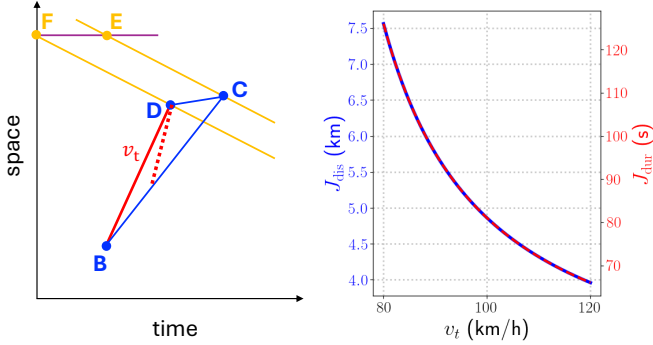 F
E
C
D
v_t
B
space
time
7.5
7.0
6.5
6.0
5.5
5.0
4.5
4.0
J_dis (km)
120
110
100
90
80
70
J_dur (s)
80
100
120
v_t (km/h)